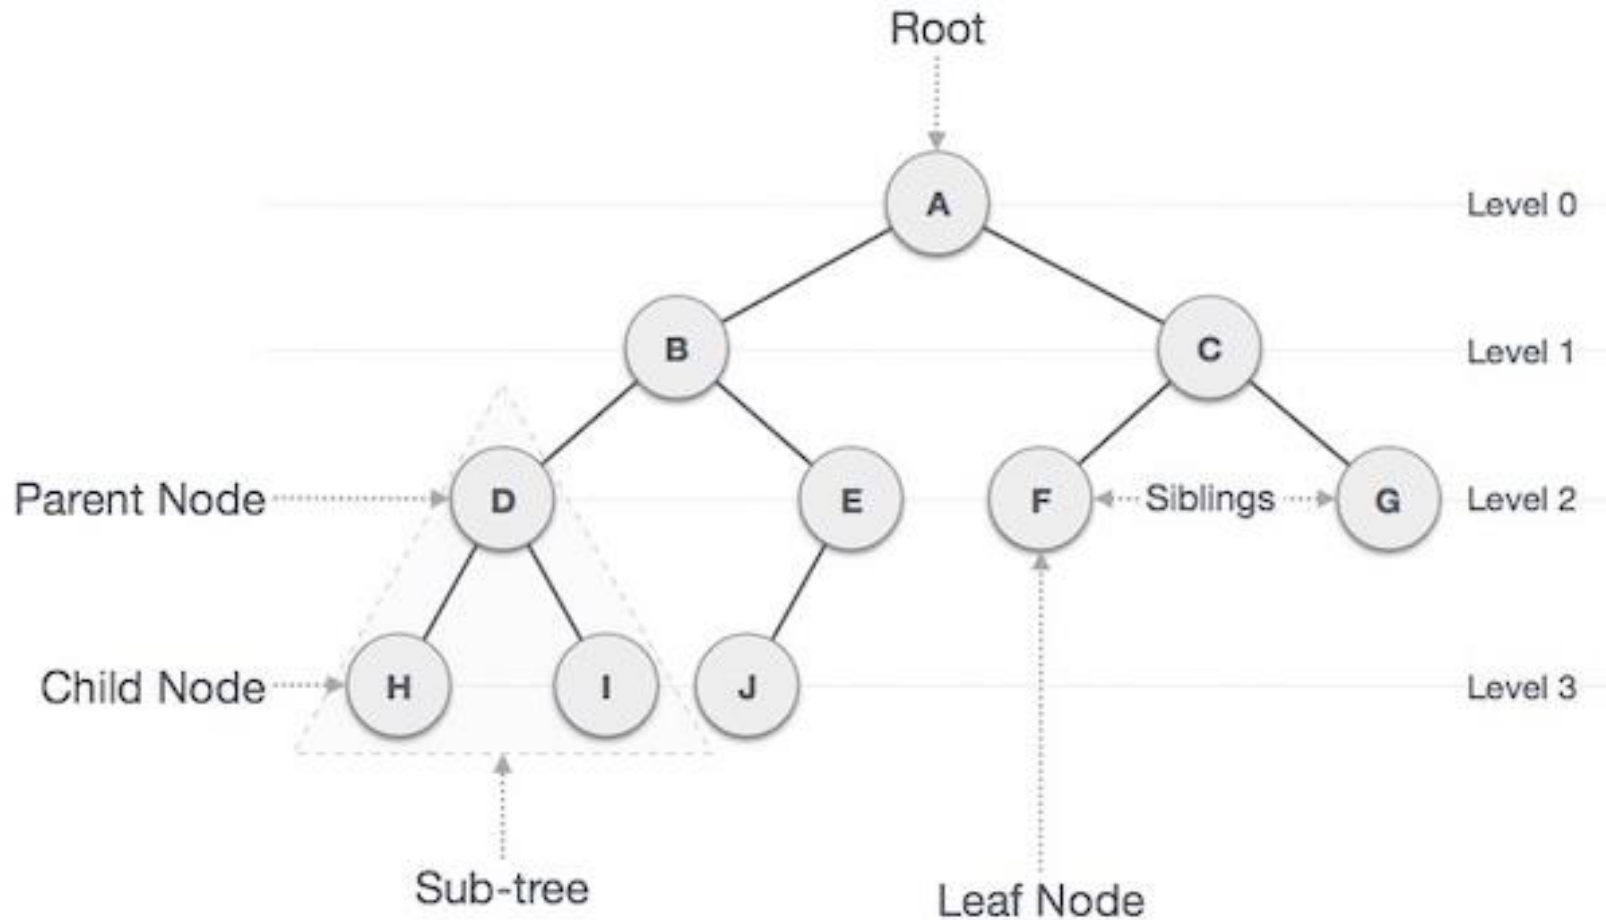 Root
A
Level 0
B
C
Level 1
Parent Node
D
E
F
Siblings
G
Level 2
Child Node
H
I
J
Level 3
Sub-tree
Leaf Node